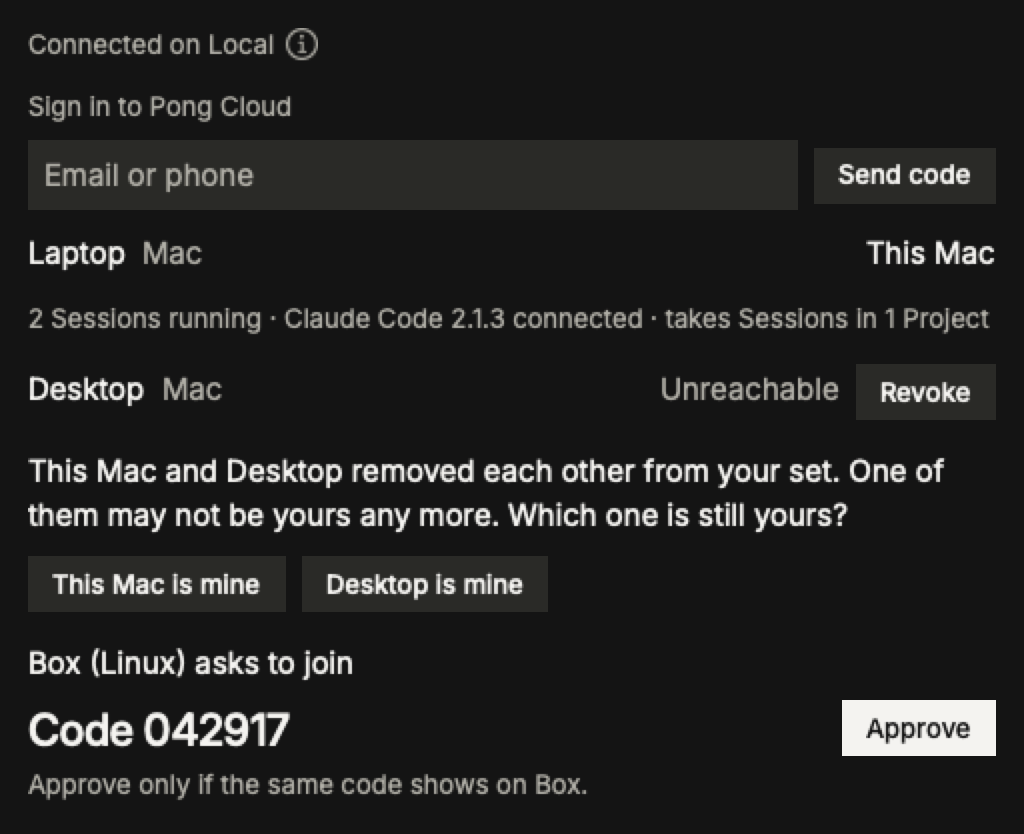 Connected on Local
Sign in to Pong Cloud
Email or phone
Send code
Laptop Mac
This Mac
2 Sessions running · Claude Code 2.1.3 connected · takes Sessions in 1 Project
Desktop Mac
Unreachable
Revoke
This Mac and Desktop removed each other from your set. One of
them may not be yours any more. Which one is still yours?
This Mac is mine
Desktop is mine
Box (Linux) asks to join
Code 042917
Approve
Approve only if the same code shows on Box.